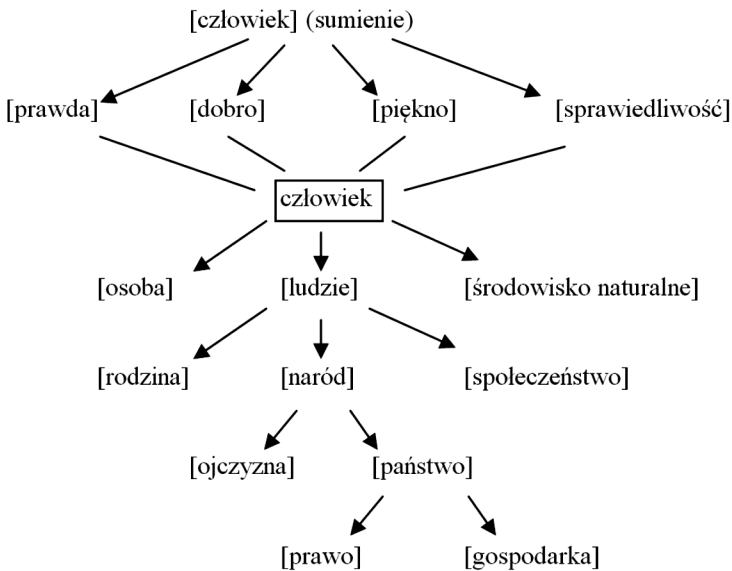 [człowiek] (sumienie)
[prawda] [dobro] [piękno] [sprawiedliwość]
człowiek
[osoba] [ludzie] [środowisko naturalne]
[rodzina] [naród] [społeczeństwo]
[ojczyzna] [państwo]
[prawo] [gospodarka]